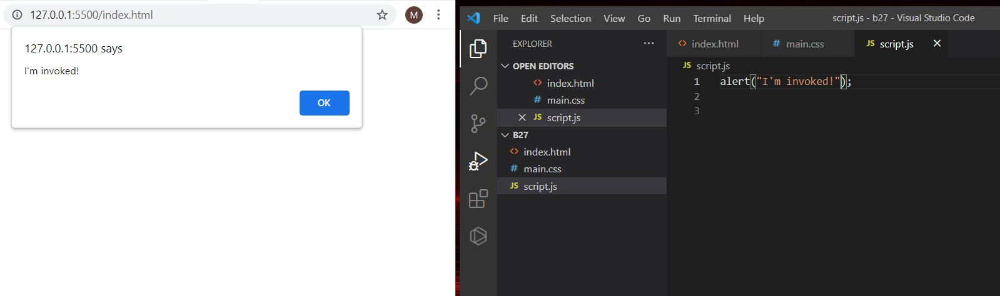 127.0.0.1:5500/index.html
M
127.0.0.1:5500 says
I'm invoked!
OK
File Edit Selection View Go Run Terminal Help script.js - b27 - Visual Studio Code
EXPLORER
OPEN EDITORS
index.html
# main.css
JS script.js
B27
index.html
# main.css
JS script.js
index.html # main.css JS script.js
JS script.js
1 alert("I'm invoked!");
2
3